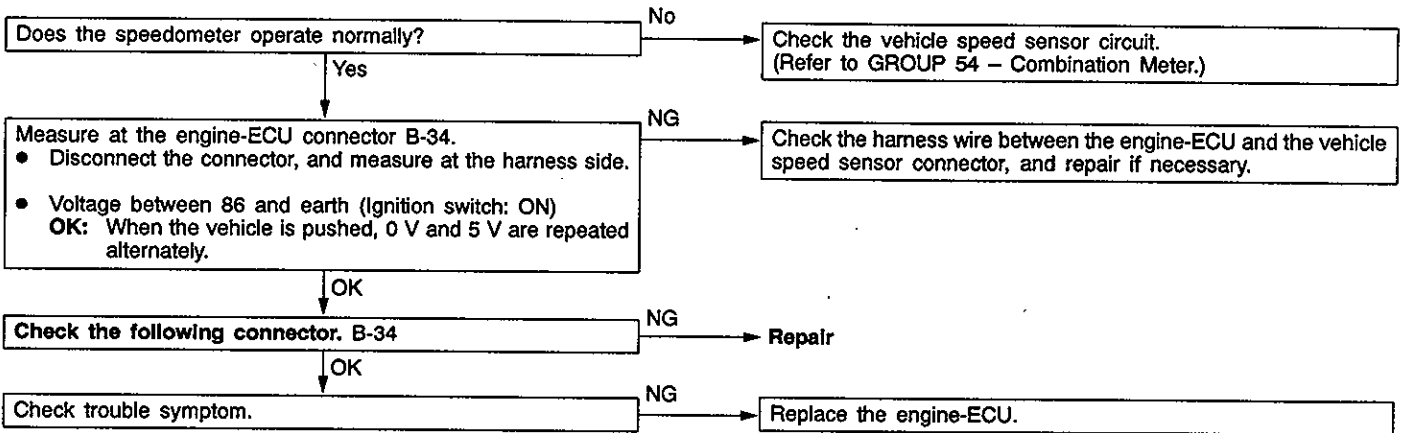 Does the speedometer operate normally?
No
Check the vehicle speed sensor circuit.
(Refer to GROUP 54 – Combination Meter.)
Yes
Measure at the engine-ECU connector B-34.
● Disconnect the connector, and measure at the harness side.
● Voltage between 86 and earth (Ignition switch: ON)
OK: When the vehicle is pushed, 0 V and 5 V are repeated
alternately.
NG
Check the harness wire between the engine-ECU and the vehicle
speed sensor connector, and repair if necessary.
OK
Check the following connector. B-34
NG
Repair
OK
Check trouble symptom.
NG
Replace the engine-ECU.